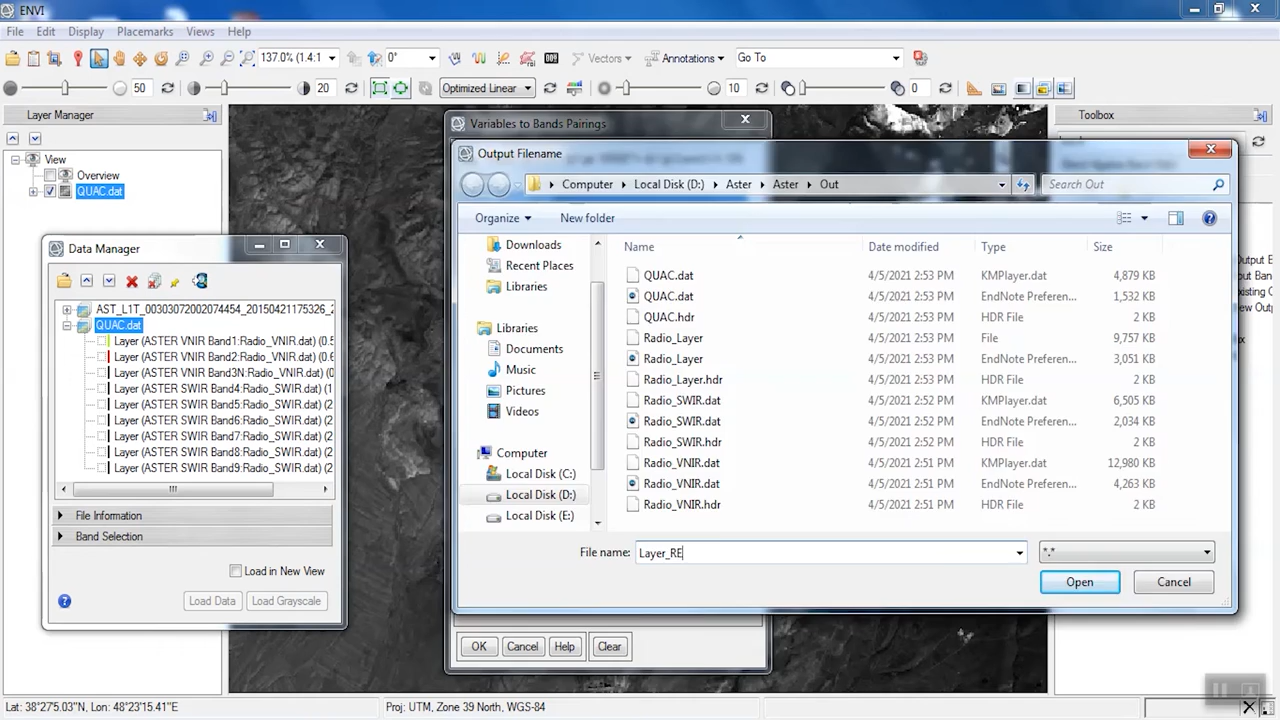 ENVI
File Edit Display Placemarks Views Help
137.0% (1.4:1 0° Vectors Annotations Go To
50 20 Optimized Linear 10 0
Layer Manager
View
Overview
QUAC.dat
Data Manager
AST_L1T_00303072002074454_20150421175326_2
QUAC.dat
Layer (ASTER VNIR Band1:Radio_VNIR.dat) (0.5
Layer (ASTER VNIR Band2:Radio_VNIR.dat) (0.6
Layer (ASTER VNIR Band3N:Radio_VNIR.dat) (0
Layer (ASTER SWIR Band4:Radio_SWIR.dat) (1
Layer (ASTER SWIR Band5:Radio_SWIR.dat) (2
Layer (ASTER SWIR Band6:Radio_SWIR.dat) (2
Layer (ASTER SWIR Band7:Radio_SWIR.dat) (2
Layer (ASTER SWIR Band8:Radio_SWIR.dat) (2
Layer (ASTER SWIR Band9:Radio_SWIR.dat) (2
File Information
Band Selection
Load in New View
Load Data Load Grayscale
Variables to Bands Pairings
Output Filename
Computer Local Disk (D:) Aster Aster Out Search Out
Organize New folder
Downloads
Recent Places
Libraries
Libraries
Documents
Music
Pictures
Videos
Computer
Local Disk (C:)
Local Disk (D:)
Local Disk (E:)
Name Date modified Type Size
QUAC.dat 4/5/2021 2:53 PM KMPlayer.dat 4,879 KB
QUAC.dat 4/5/2021 2:53 PM EndNote Preferen... 1,532 KB
QUAC.hdr 4/5/2021 2:53 PM HDR File 2 KB
Radio_Layer 4/5/2021 2:53 PM File 9,757 KB
Radio_Layer 4/5/2021 2:53 PM EndNote Preferen... 3,051 KB
Radio_Layer.hdr 4/5/2021 2:53 PM HDR File 2 KB
Radio_SWIR.dat 4/5/2021 2:52 PM KMPlayer.dat 6,505 KB
Radio_SWIR.dat 4/5/2021 2:52 PM EndNote Preferen... 2,034 KB
Radio_SWIR.hdr 4/5/2021 2:52 PM HDR File 2 KB
Radio_VNIR.dat 4/5/2021 2:51 PM KMPlayer.dat 12,980 KB
Radio_VNIR.dat 4/5/2021 2:51 PM EndNote Preferen... 4,263 KB
Radio_VNIR.hdr 4/5/2021 2:51 PM HDR File 2 KB
File name: Layer_RE *.*
Open Cancel
OK Cancel Help Clear
Toolbox
Lat: 38°27'5.03"N, Lon: 48°23'15.41"E Proj: UTM, Zone 39 North, WGS-84